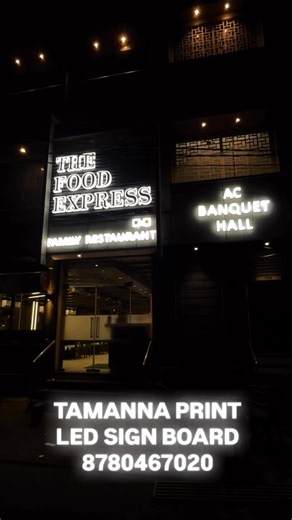 THE
FOOD
EXPRESS
FAMILY RESTAURANT
AC
BANQUET
HALL
TAMANNA PRINT
LED SIGN BOARD
8780467020